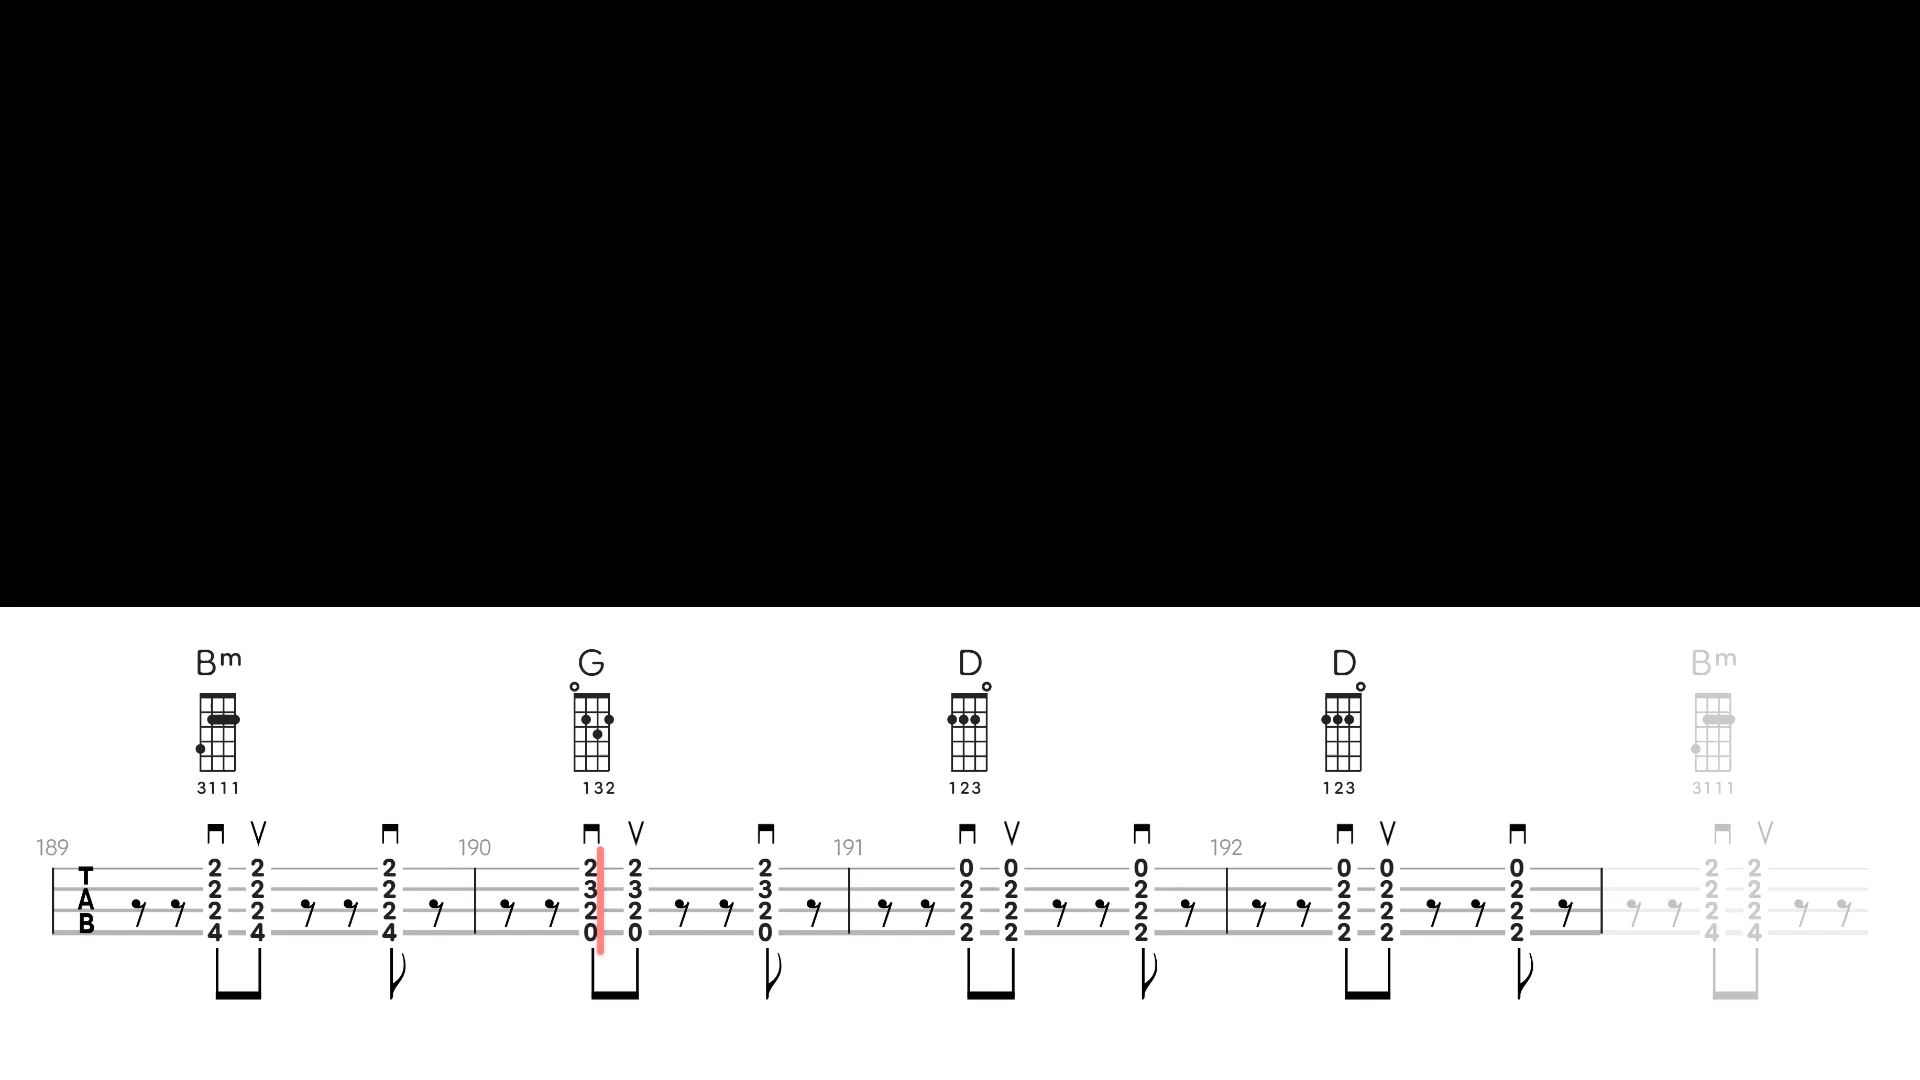 Bm G D D Bm
3111 132 123 123 3111
189 190 191 192
T 2 2 2 2 2 2 0 0 0 0 0 0 2 2
2 2 2 3 3 3 2 2 2 2 2 2 2 2
A 2 2 2 2 2 2 2 2 2 2 2 2 2 2
B 4 4 4 0 0 0 2 2 2 2 2 2 4 4